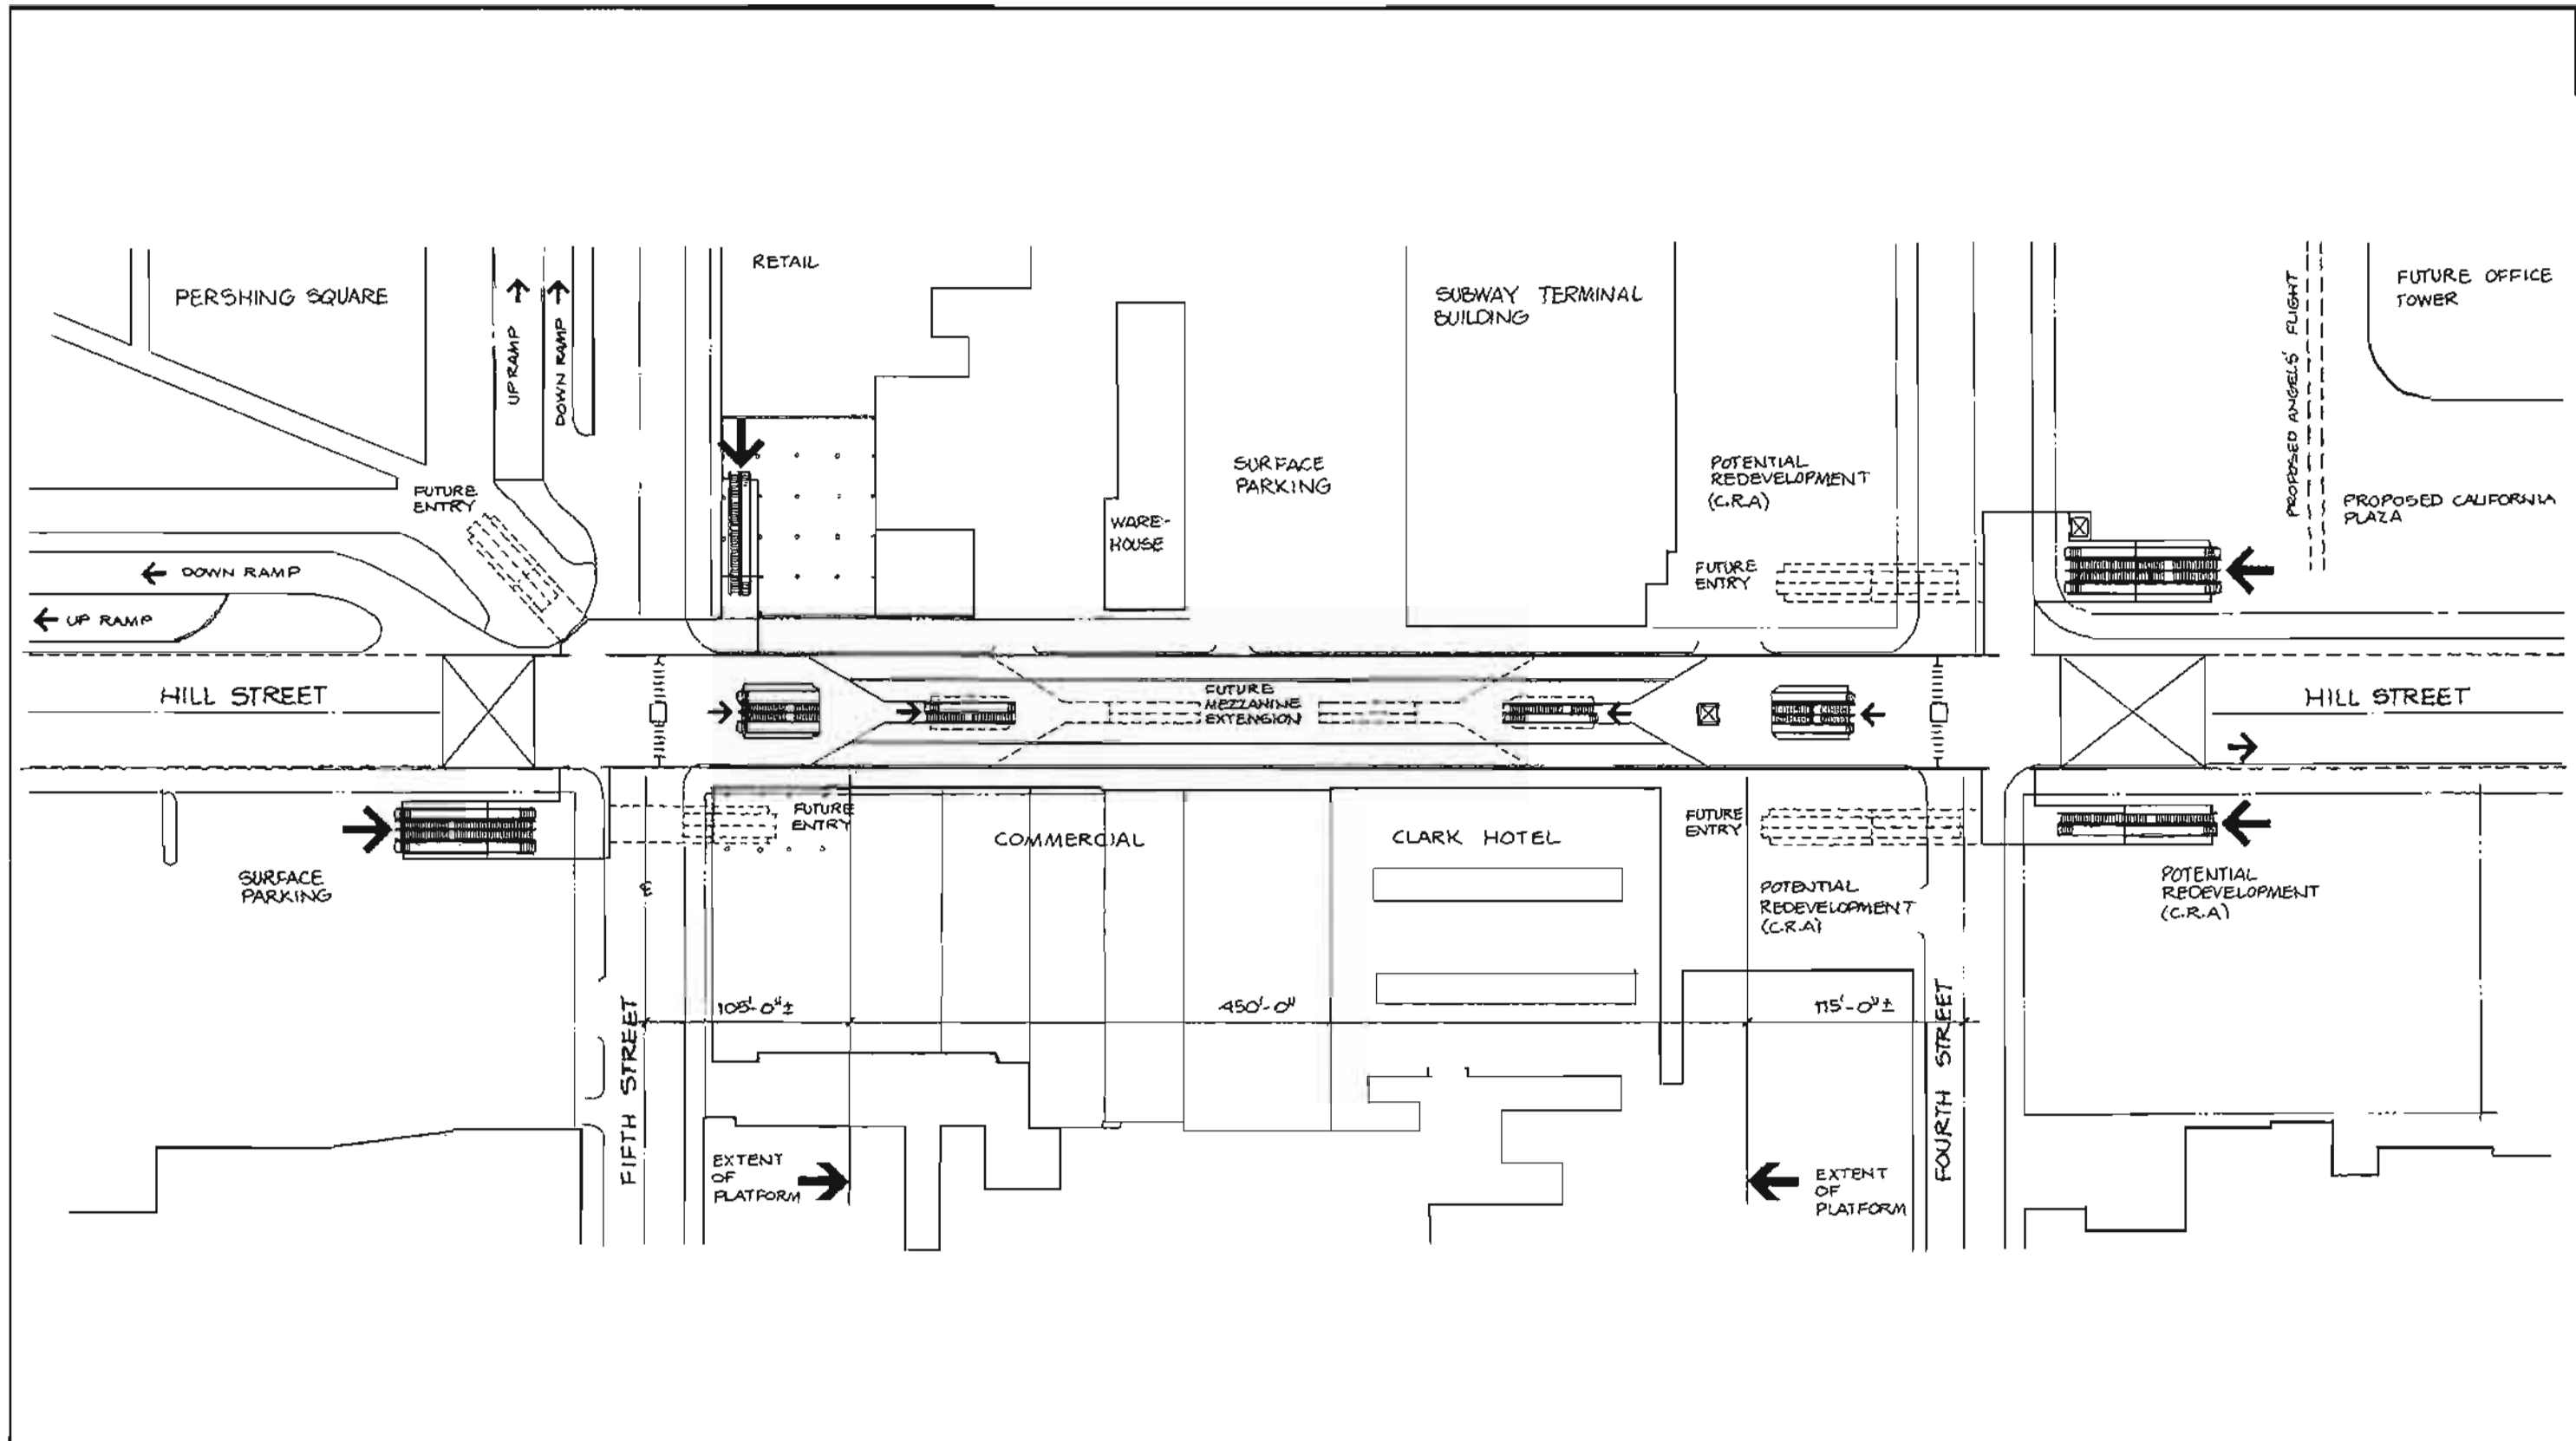 RETAIL
PERSHING SQUARE
UP RAMP
DOWN RAMP
SUBWAY TERMINAL
BUILDING
PROPOSED ANGELS' FLIGHT
FUTURE OFFICE
TOWER
FUTURE
ENTRY
SURFACE
PARKING
POTENTIAL
REDEVELOPMENT
(C.R.A)
PROPOSED CALIFORNIA
PLAZA
WARE-
HOUSE
DOWN RAMP
FUTURE
ENTRY
UP RAMP
HILL STREET
FUTURE
MEZZANINE
EXTENSION
HILL STREET
FUTURE
ENTRY
COMMERCIAL
CLARK HOTEL
FUTURE
ENTRY
SURFACE
PARKING
POTENTIAL
REDEVELOPMENT
(C.R.A)
POTENTIAL
REDEVELOPMENT
(C.R.A)
105'-0"±
450'-0"
FIFTH STREET
FOURTH STREET
EXTENT
OF
PLATFORM
EXTENT
OF
PLATFORM